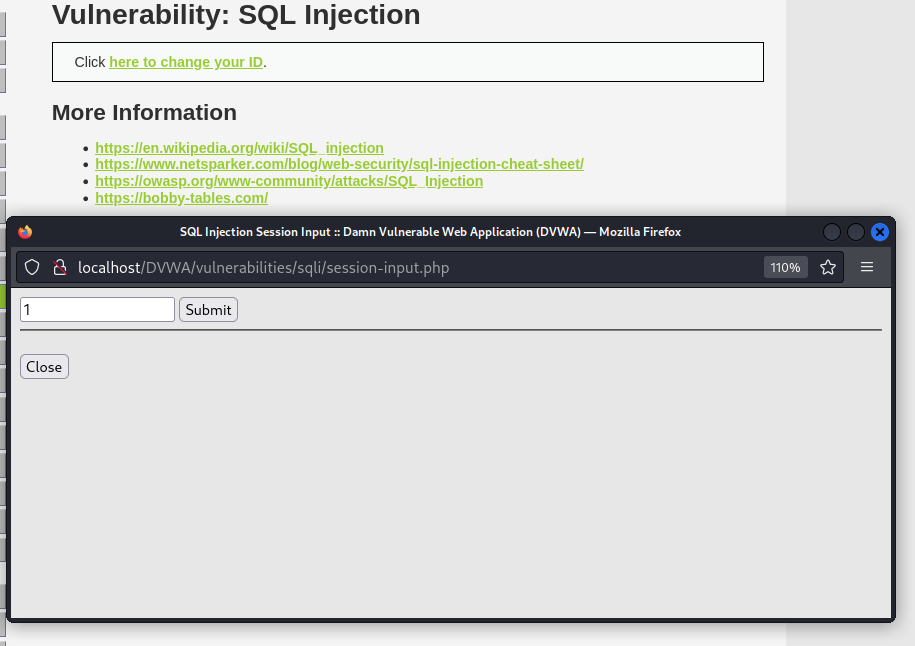 Vulnerability: SQL Injection
Click here to change your ID.
More Information
https://en.wikipedia.org/wiki/SQL_injection
https://www.netsparker.com/blog/web-security/sql-injection-cheat-sheet/
https://owasp.org/www-community/attacks/SQL_Injection
https://bobby-tables.com/
SQL Injection Session Input :: Damn Vulnerable Web Application (DVWA) — Mozilla Firefox
localhost/DVWA/vulnerabilities/sqli/session-input.php 110%
1 Submit
Close